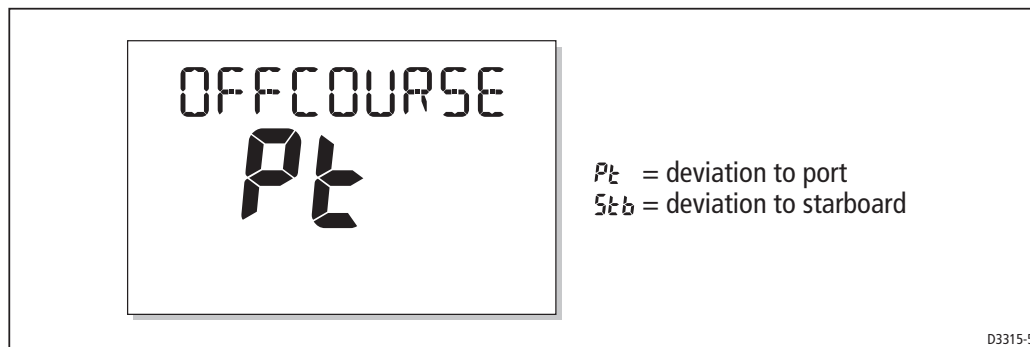 OFFCOURSE
Pt
Pt = deviation to port
Stb = deviation to starboard
D3315-5